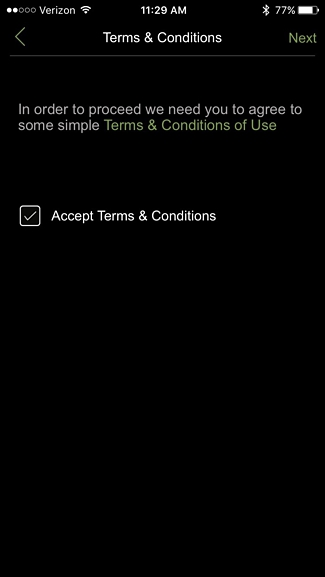 Verizon 11:29 AM 77%
Terms & Conditions Next
In order to proceed we need you to agree to
some simple Terms & Conditions of Use
Accept Terms & Conditions